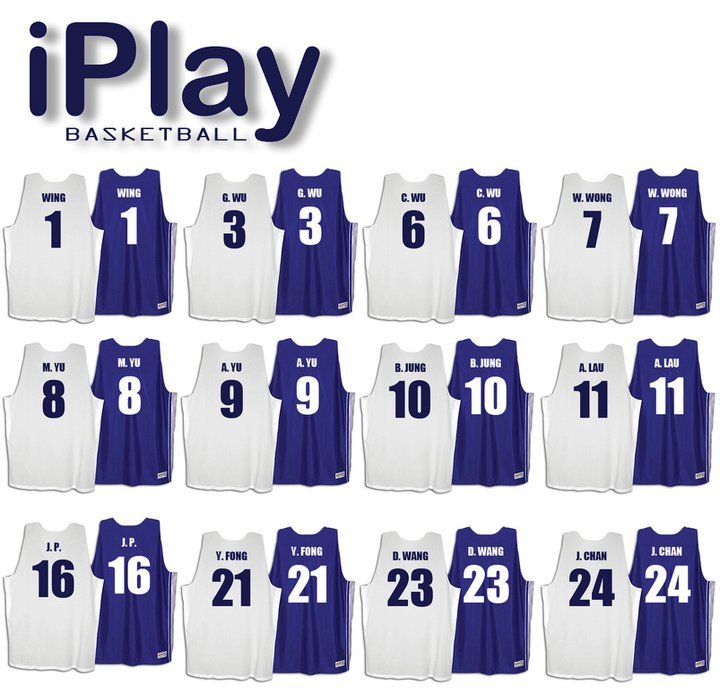 iPlay
BASKETBALL
WING WING G. WU G. WU C. WU C. WU W. WONG W. WONG
1 1 3 3 6 6 7 7
M. YU M. YU A. YU A. YU B. JUNG B. JUNG A. LAU A. LAU
8 8 9 9 10 10 11 11
J. P. J. P. Y. FONG Y. FONG D. WANG D. WANG J. CHAN J. CHAN
16 16 21 21 23 23 24 24